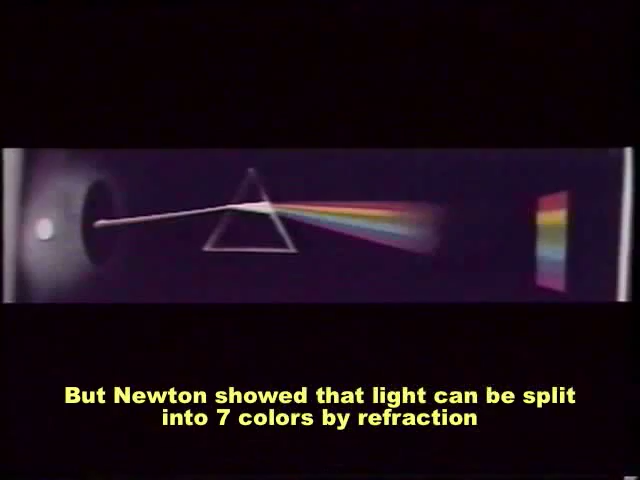 But Newton showed that light can be split
into 7 colors by refraction